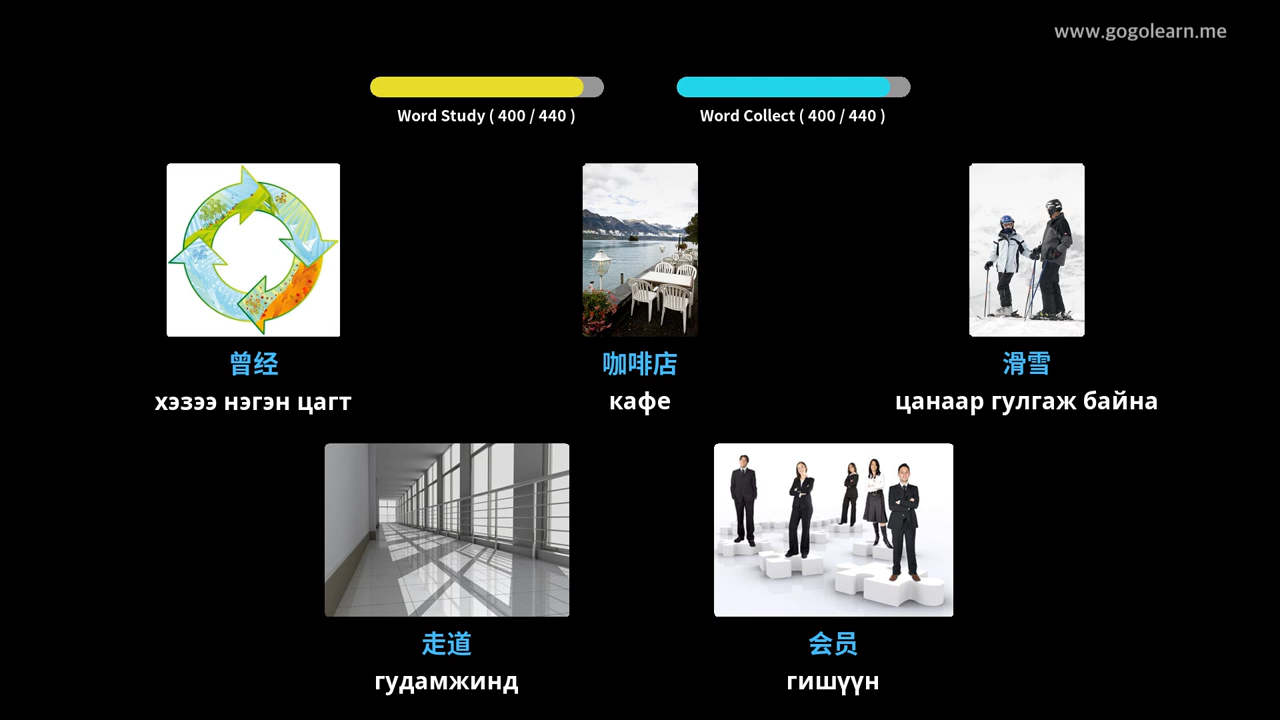 www.gogolearn.me
Word Study ( 400 / 440 )
Word Collect ( 400 / 440 )
曾经
咖啡店
滑雪
хэзээ нэгэн цагт
кафе
цанаар гулгаж байна
走道
会员
гудамжинд
гишүүн